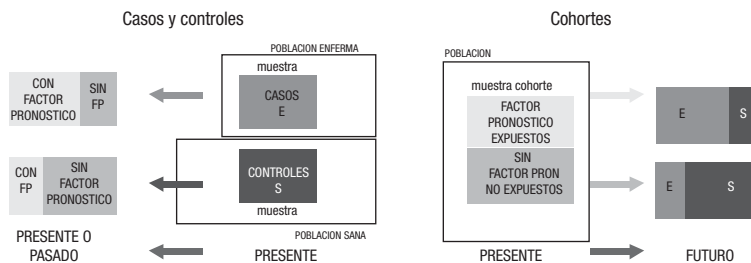 Casos y controles
POBLACION ENFERMA
muestra
CASOS
E
CON
FACTOR
PRONOSTICO
SIN
FP
CONTROLES
S
muestra
CON
FP
SIN
FACTOR
PRONOSTICO
POBLACION SANA
PRESENTE O
PASADO
PRESENTE
Cohortes
POBLACION
muestra cohorte
FACTOR
PRONOSTICO
EXPUESTOS
SIN
FACTOR PRON
NO EXPUESTOS
E
S
E
S
PRESENTE
FUTURO